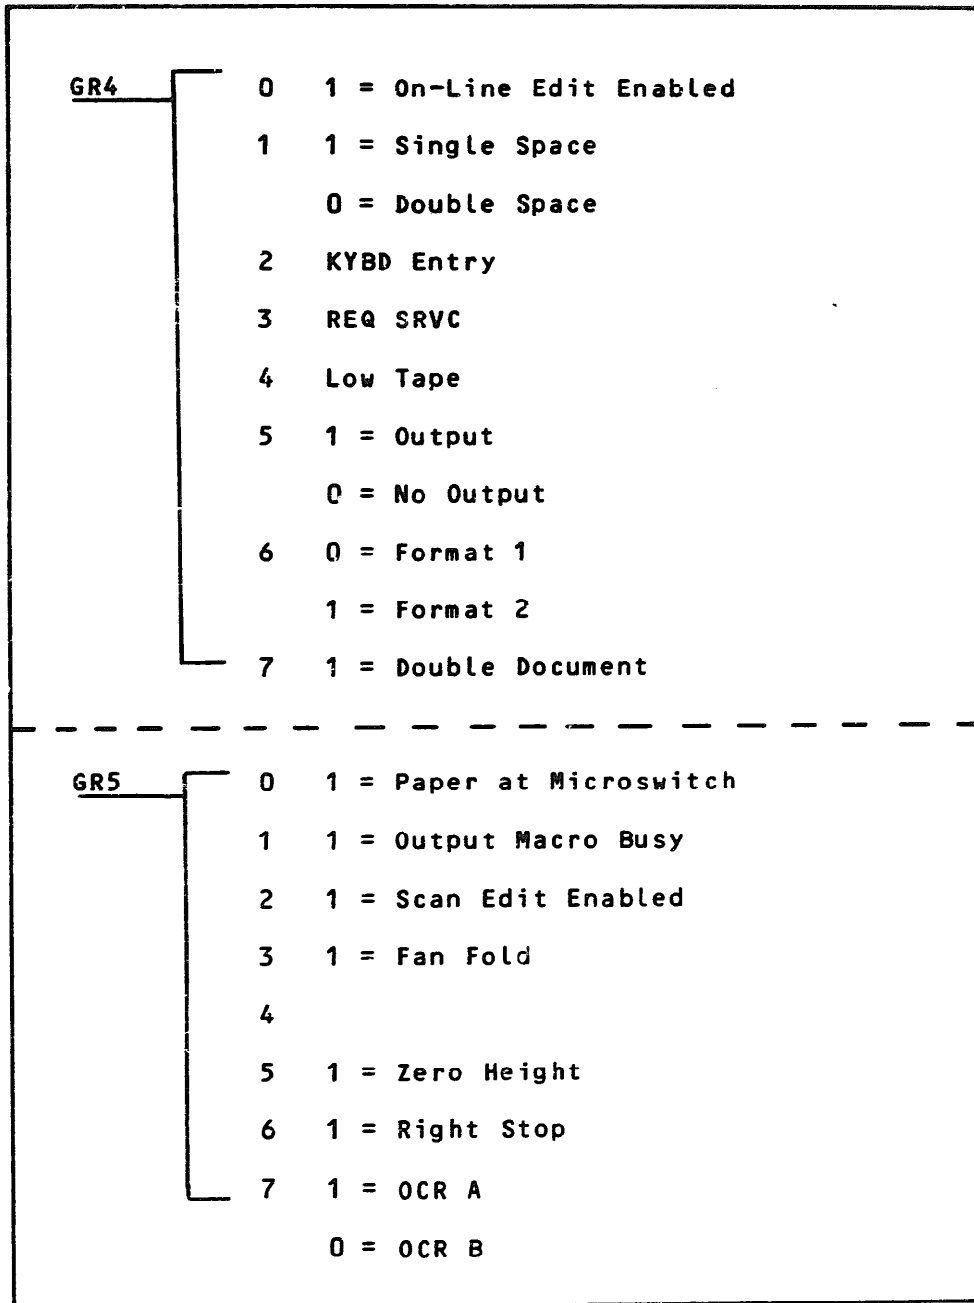 GR4 0 1 = On-Line Edit Enabled
1 1 = Single Space
0 = Double Space
2 KYBD Entry
3 REQ SRVC
4 Low Tape
5 1 = Output
0 = No Output
6 0 = Format 1
1 = Format 2
7 1 = Double Document
GR5 0 1 = Paper at Microswitch
1 1 = Output Macro Busy
2 1 = Scan Edit Enabled
3 1 = Fan Fold
4
5 1 = Zero Height
6 1 = Right Stop
7 1 = OCR A
0 = OCR B